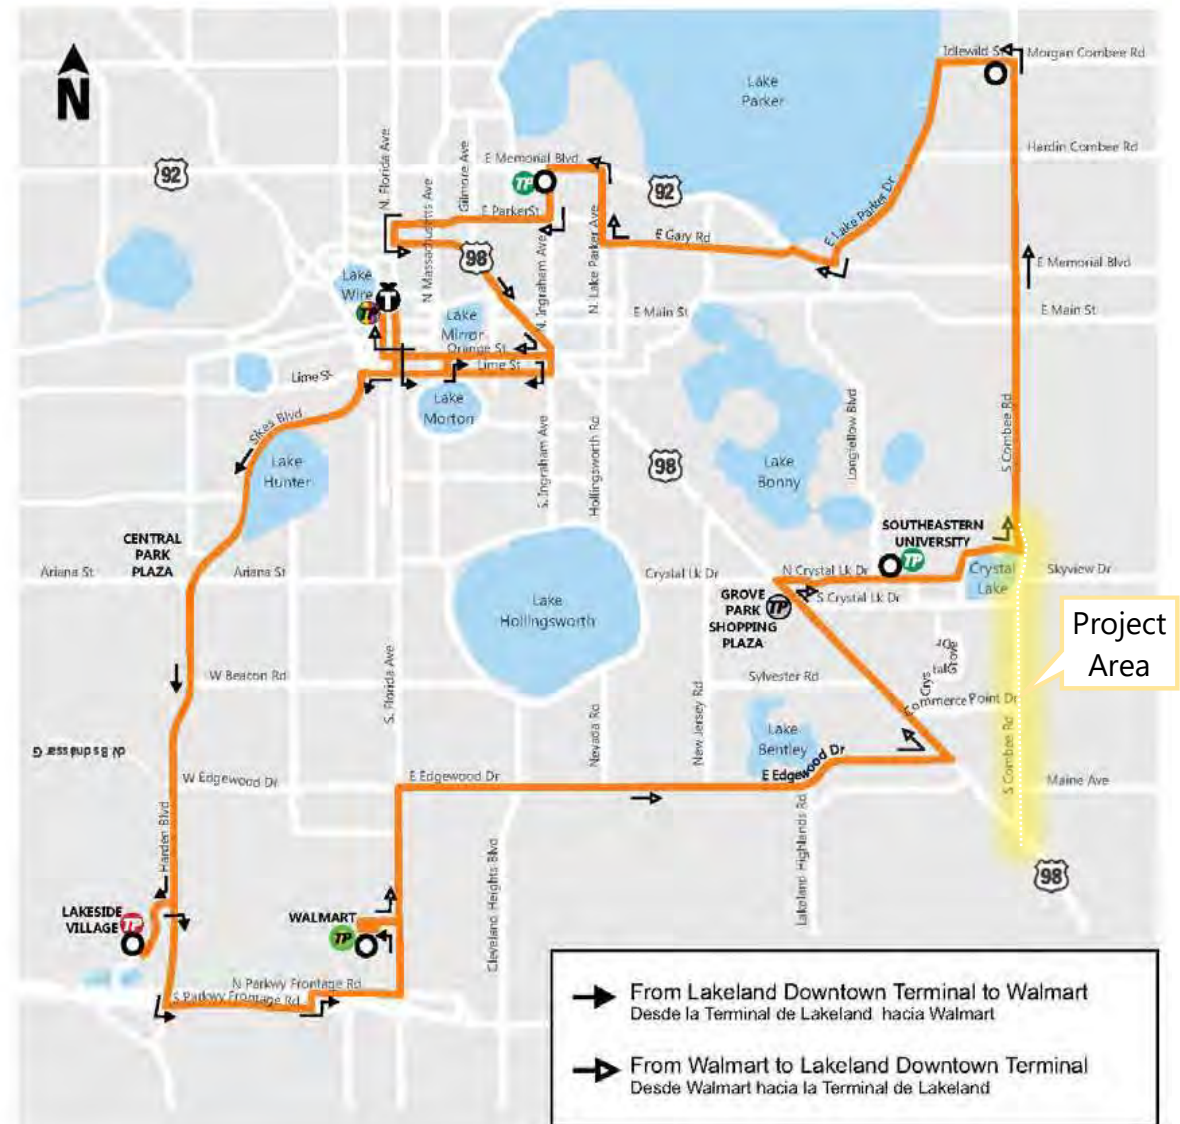 N
Idlewild S
Morgan Combee Rd
Lake
Parker
Hardin Combee Rd
92
N. Florida Ave
Gilmore Ave
E Memorial Blvd
TP
92
N Massachusetts Ave
E ParkerSt
N. Ingraham Ave
N. Lake Parker Ave
E Gary Rd
E Lake Parker Dr
98
E Memorial Blvd
Lake
Wire
T
TP
Lake
Mirror
E Main St
E Main St
Orange St
Lime St
Lime St
Lake
Morton
Sikes Blvd
S. Ingraham Ave
Hollingsworth Rd
98
Lake
Bonny
Longfellow Blvd
S Combee Rd
Lake
Hunter
CENTRAL
PARK
PLAZA
SOUTHEASTERN
UNIVERSITY
TP
Ariana St
Ariana St
Crystal Lk Dr
N Crystal Lk Dr
Crystal
Lake
Skyview Dr
S Crystal Lk Dr
GROVE
PARK
SHOPPING
PLAZA
TP
Lake
Hollingsworth
Project
Area
W Beacon Rd
S. Florida Ave
Sylvester Rd
Nevada Rd
New Jersey Rd
ommerce Point Dr
Lake
Bentley
S Combee Rd
W Edgewood Dr
E Edgewood Dr
E Edgewood Dr
Maine Ave
Harden Blvd
Cleveland Heights Blvd
Lakeland Highlands Rd
98
LAKESIDE
VILLAGE
TP
WALMART
TP
N Parkwy Frontage Rd
S Parkwy Frontage Rd
From Lakeland Downtown Terminal to Walmart
Desde la Terminal de Lakeland hacia Walmart
From Walmart to Lakeland Downtown Terminal
Desde Walmart hacia la Terminal de Lakeland